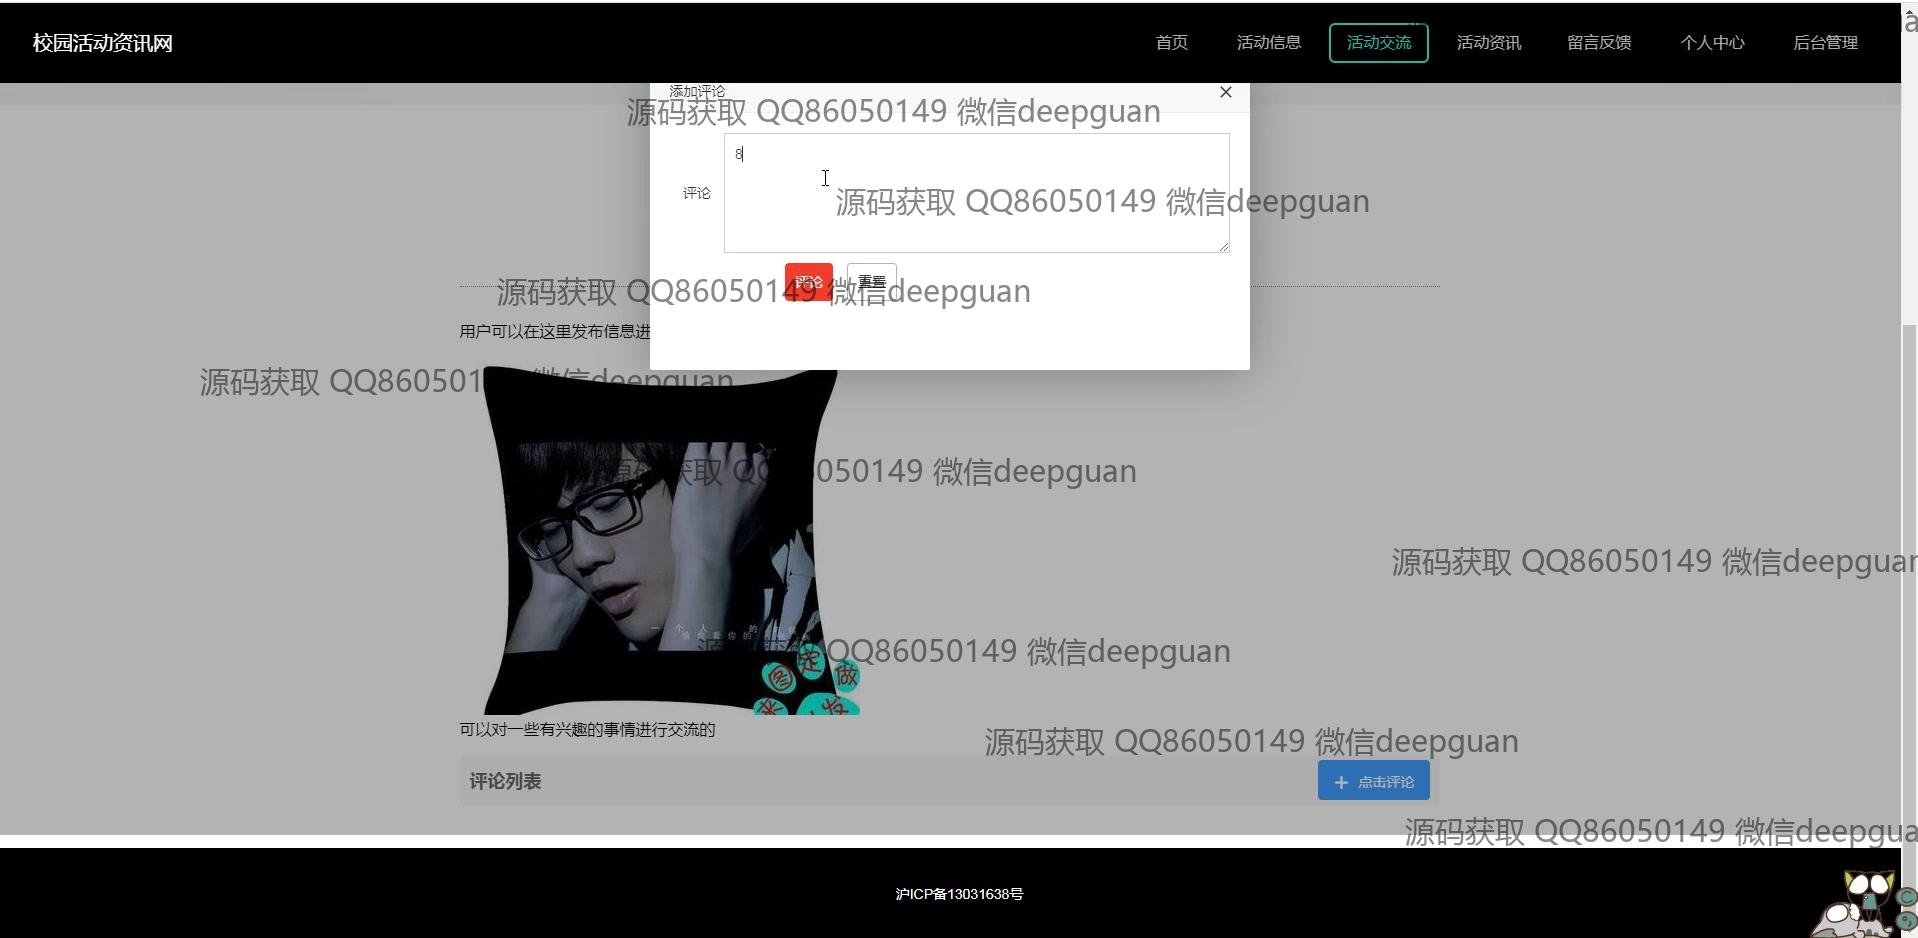 校园活动资讯网
首页 活动信息 活动交流 活动资讯 留言反馈 个人中心 后台管理
添加评论
源码获取 QQ86050149 微信deepguan
8
评论
源码获取 QQ86050149 微信deepguan
评论 重置
源码获取 QQ86050149 微信deepguan
用户可以在这里发布信息进
源码获取 QQ860501 微信deepguan
050149 微信deepguan
源码获取 QQ86050149 微信deepguan
QQ86050149 微信deepguan
一个人的
图 定 做
来 发
可以对一些有兴趣的事情进行交流的
源码获取 QQ86050149 微信deepguan
评论列表
点击评论
源码获取 QQ86050149 微信deepgua
沪ICP备13031638号